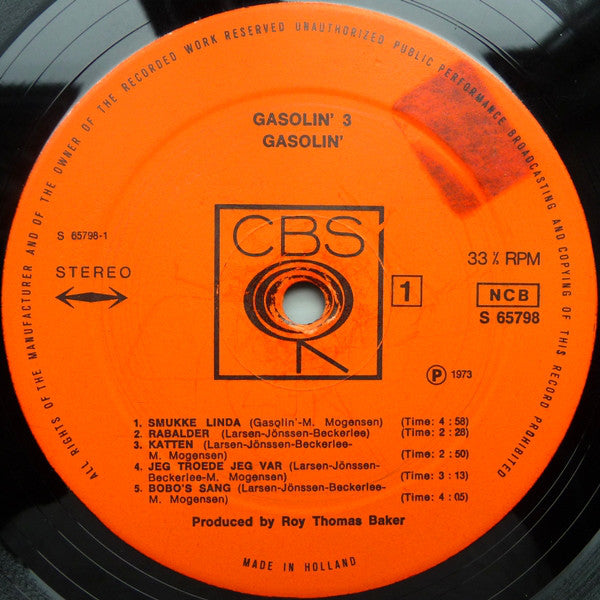 ALL RIGHTS OF THE MANUFACTURER AND OF THE OWNER OF THE RECORDED WORK RESERVED UNAUTHORIZED PUBLIC PERFORMANCE BROADCASTING AND COPYING OF THIS RECORD PROHIBITED
GASOLIN' 3
GASOLIN'
S 65798-1
STEREO
CBS
1
33⅓ RPM
NCB
S 65798
Ⓟ 1973
1. SMUKKE LINDA (Gasolin'-M. Mogensen) (Time: 4:58)
2. RABALDER (Larsen-Jönssen-Beckerlee) (Time: 2:28)
3. KATTEN (Larsen-Jönssen-Beckerlee-
M. Mogensen) (Time: 2:50)
4. JEG TROEDE JEG VAR (Larsen-Jönssen-
Beckerlee-M. Mogensen) (Time: 3:13)
5. BOBO'S SANG (Larsen-Jönssen-Beckerlee-
M. Mogensen) (Time: 4:05)
Produced by Roy Thomas Baker
MADE IN HOLLAND